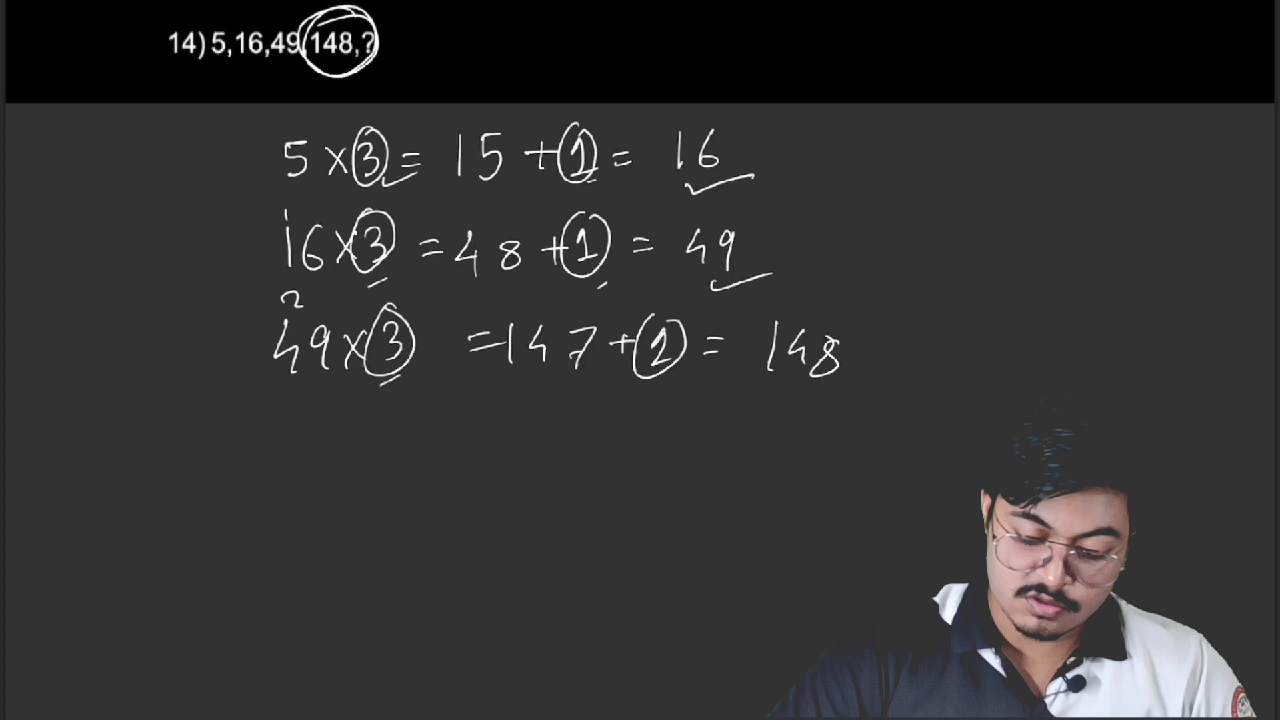 14) 5,16,49,148,?
5 × 3 = 15 + 1 = 16
16 × 3 = 48 + 1 = 49
2
49 × 3 = 147 + 1 = 148